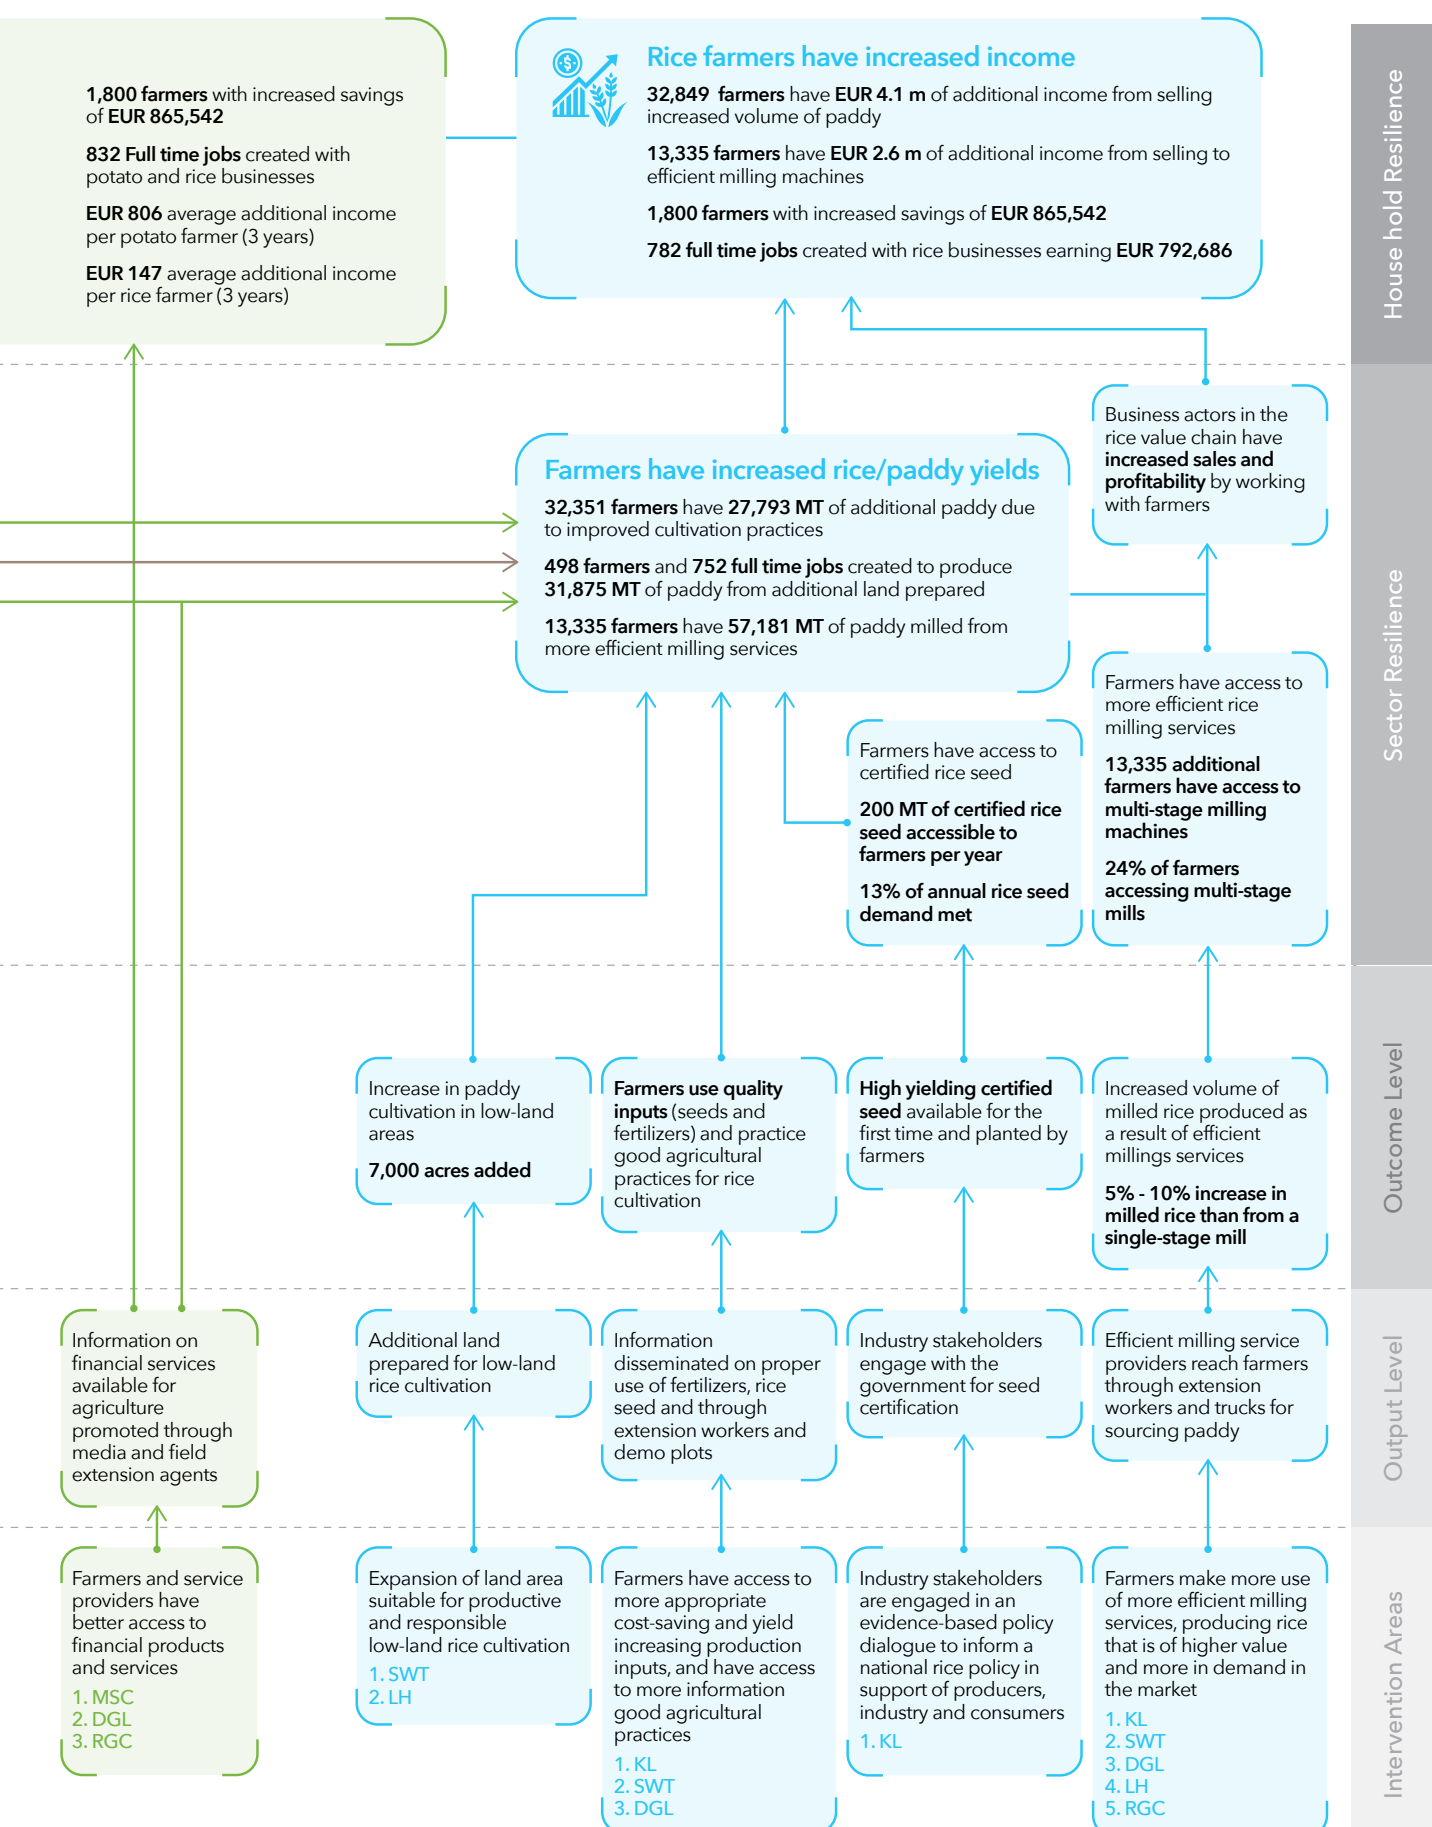 1,800 farmers with increased savings
of EUR 865,542
832 Full time jobs created with
potato and rice businesses
EUR 806 average additional income
per potato farmer (3 years)
EUR 147 average additional income
per rice farmer (3 years)
Rice farmers have increased income
32,849 farmers have EUR 4.1 m of additional income from selling
increased volume of paddy
13,335 farmers have EUR 2.6 m of additional income from selling to
efficient milling machines
1,800 farmers with increased savings of EUR 865,542
782 full time jobs created with rice businesses earning EUR 792,686
House hold Resilience
Farmers have increased rice/paddy yields
32,351 farmers have 27,793 MT of additional paddy due
to improved cultivation practices
498 farmers and 752 full time jobs created to produce
31,875 MT of paddy from additional land prepared
13,335 farmers have 57,181 MT of paddy milled from
more efficient milling services
Business actors in the
rice value chain have
increased sales and
profitability by working
with farmers
Farmers have access to
certified rice seed
200 MT of certified rice
seed accessible to
farmers per year
13% of annual rice seed
demand met
Farmers have access to
more efficient rice
milling services
13,335 additional
farmers have access to
multi-stage milling
machines
24% of farmers
accessing multi-stage
mills
Sector Resilience
Increase in paddy
cultivation in low-land
areas
7,000 acres added
Farmers use quality
inputs (seeds and
fertilizers) and practice
good agricultural
practices for rice
cultivation
High yielding certified
seed available for the
first time and planted by
farmers
Increased volume of
milled rice produced as
a result of efficient
millings services
5% - 10% increase in
milled rice than from a
single-stage mill
Outcome Level
Information on
financial services
available for
agriculture
promoted through
media and field
extension agents
Additional land
prepared for low-land
rice cultivation
Information
disseminated on proper
use of fertilizers, rice
seed and through
extension workers and
demo plots
Industry stakeholders
engage with the
government for seed
certification
Efficient milling service
providers reach farmers
through extension
workers and trucks for
sourcing paddy
Output Level
Farmers and service
providers have
better access to
financial products
and services
1. MSC
2. DGL
3. RGC
Expansion of land area
suitable for productive
and responsible
low-land rice cultivation
1. SWT
2. LH
Farmers have access to
more appropriate
cost-saving and yield
increasing production
inputs, and have access
to more information
good agricultural
practices
1. KL
2. SWT
3. DGL
Industry stakeholders
are engaged in an
evidence-based policy
dialogue to inform a
national rice policy in
support of producers,
industry and consumers
1. KL
Farmers make more use
of more efficient milling
services, producing rice
that is of higher value
and more in demand in
the market
1. KL
2. SWT
3. DGL
4. LH
5. RGC
Intervention Areas